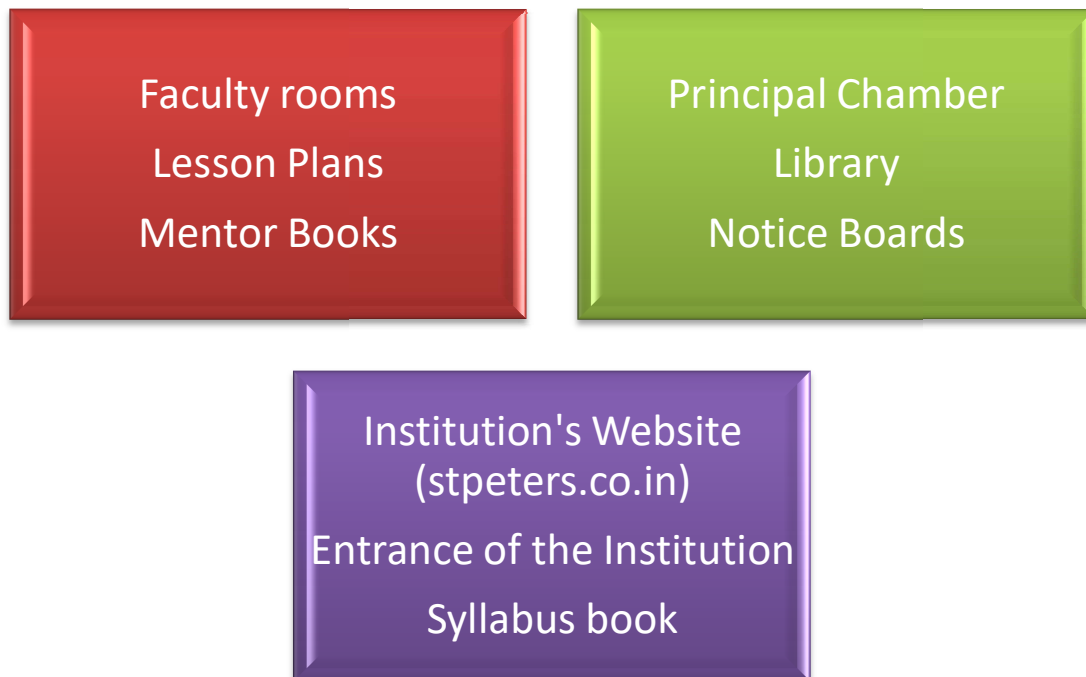 Faculty rooms
Lesson Plans
Mentor Books
Principal Chamber
Library
Notice Boards
Institution's Website
(stpeters.co.in)
Entrance of the Institution
Syllabus book